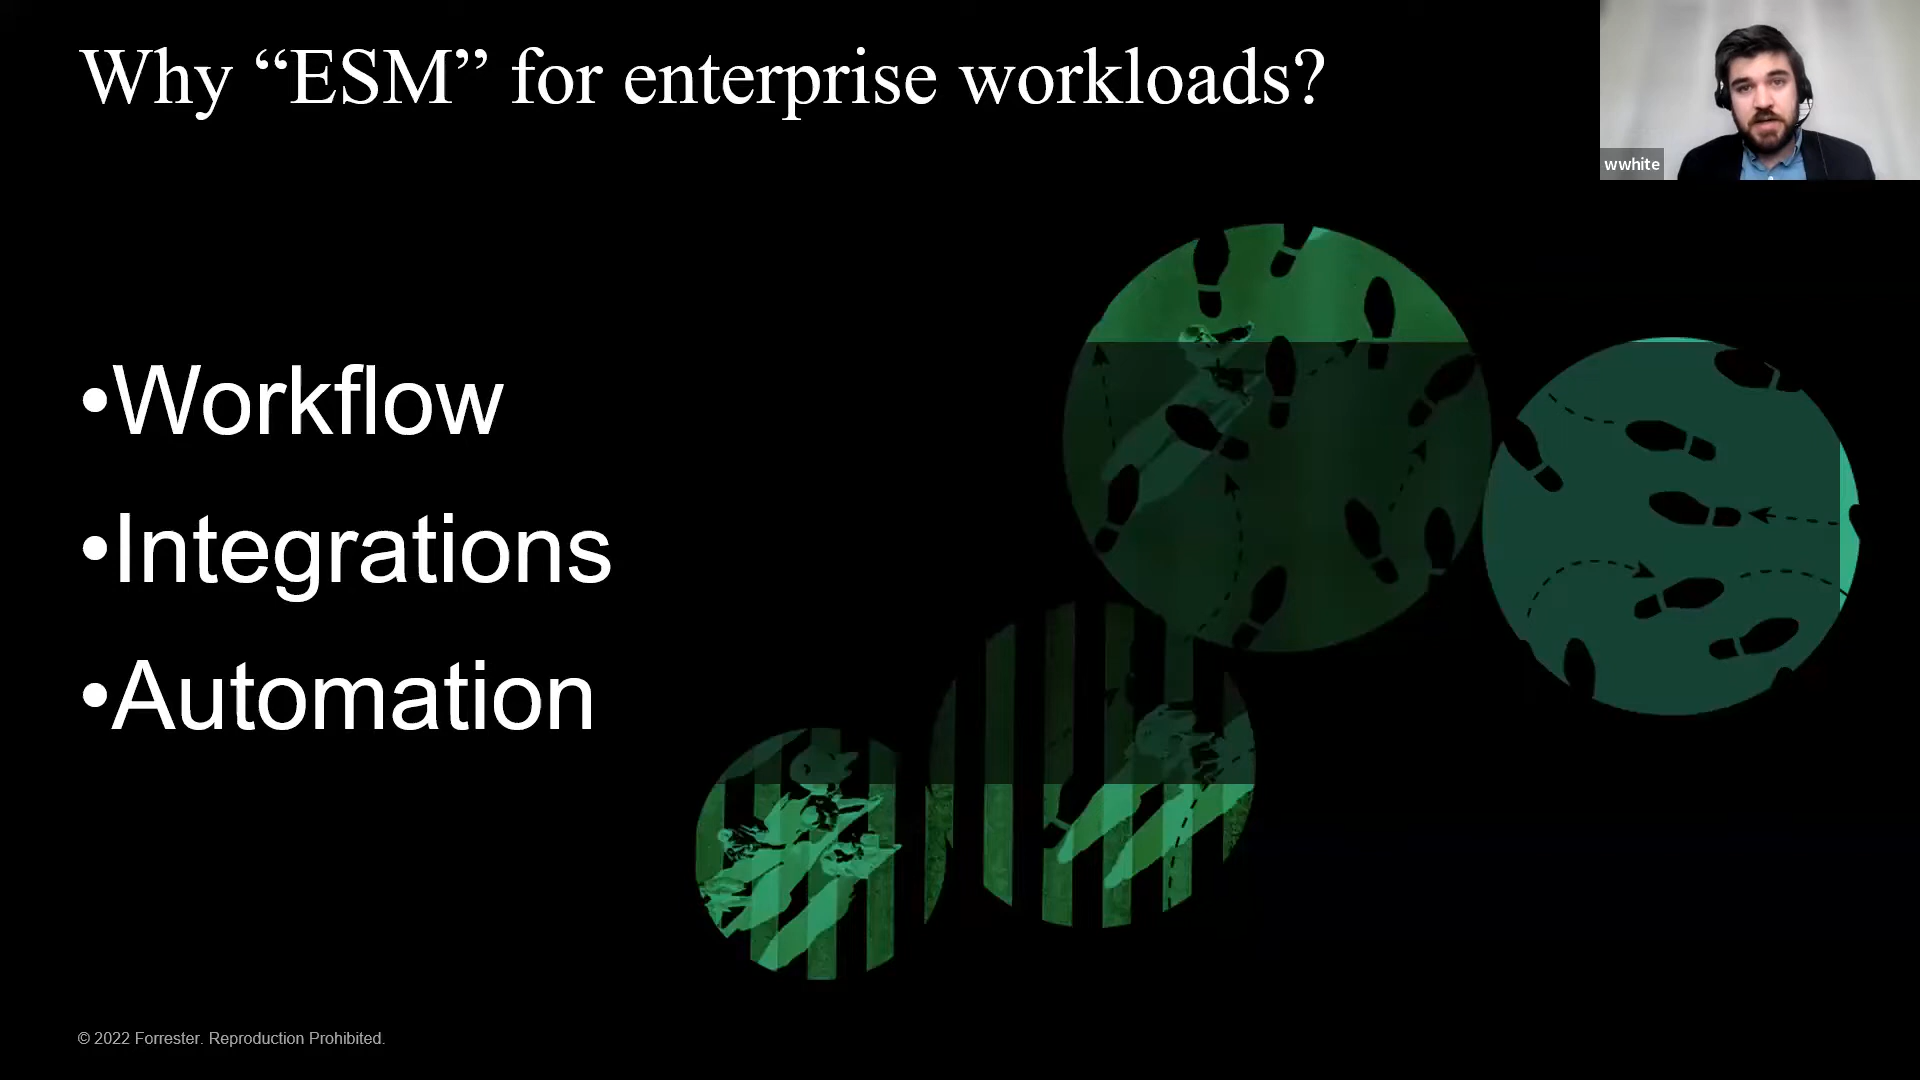 Why “ESM” for enterprise workloads?
wwhite
•Workflow
•Integrations
•Automation
© 2022 Forrester. Reproduction Prohibited.